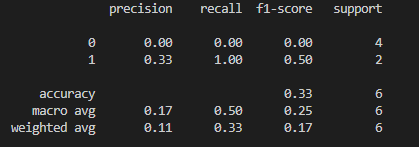 precision recall f1-score support
0 0.00 0.00 0.00 4
1 0.33 1.00 0.50 2
accuracy 0.33 6
macro avg 0.17 0.50 0.25 6
weighted avg 0.11 0.33 0.17 6